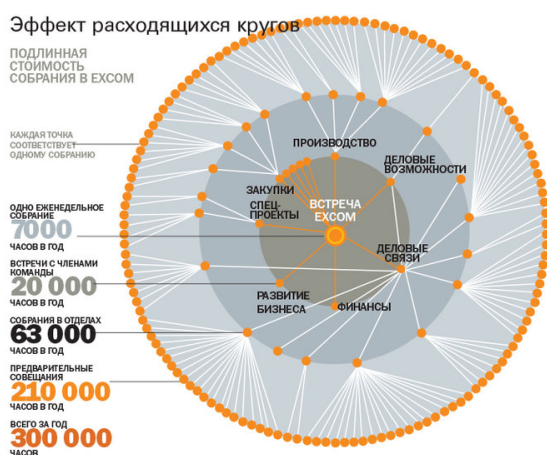 Эффект расходящихся кругов
ПОДЛИННАЯ
СТОИМОСТЬ
СОБРАНИЯ В EXCOM
КАЖДАЯ ТОЧКА
СООТВЕТСТВУЕТ
ОДНОМУ СОБРАНИЮ
ОДНО ЕЖЕНЕДЕЛЬНОЕ
СОБРАНИЕ
7000
ЧАСОВ В ГОД
ВСТРЕЧИ С ЧЛЕНАМИ
КОМАНДЫ
20 000
ЧАСОВ В ГОД
СОБРАНИЯ В ОТДЕЛАХ
63 000
ЧАСОВ В ГОД
ПРЕДВАРИТЕЛЬНЫЕ
СОВЕЩАНИЯ
210 000
ЧАСОВ В ГОД
ВСЕГО ЗА ГОД
300 000
ЧАСОВ
ПРОИЗВОДСТВО
ДЕЛОВЫЕ
ВОЗМОЖНОСТИ
ЗАКУПКИ
СПЕЦ-
ПРОЕКТЫ
ВСТРЕЧА
EXCOM
ДЕЛОВЫЕ
СВЯЗИ
РАЗВИТИЕ
БИЗНЕСА
ФИНАНСЫ